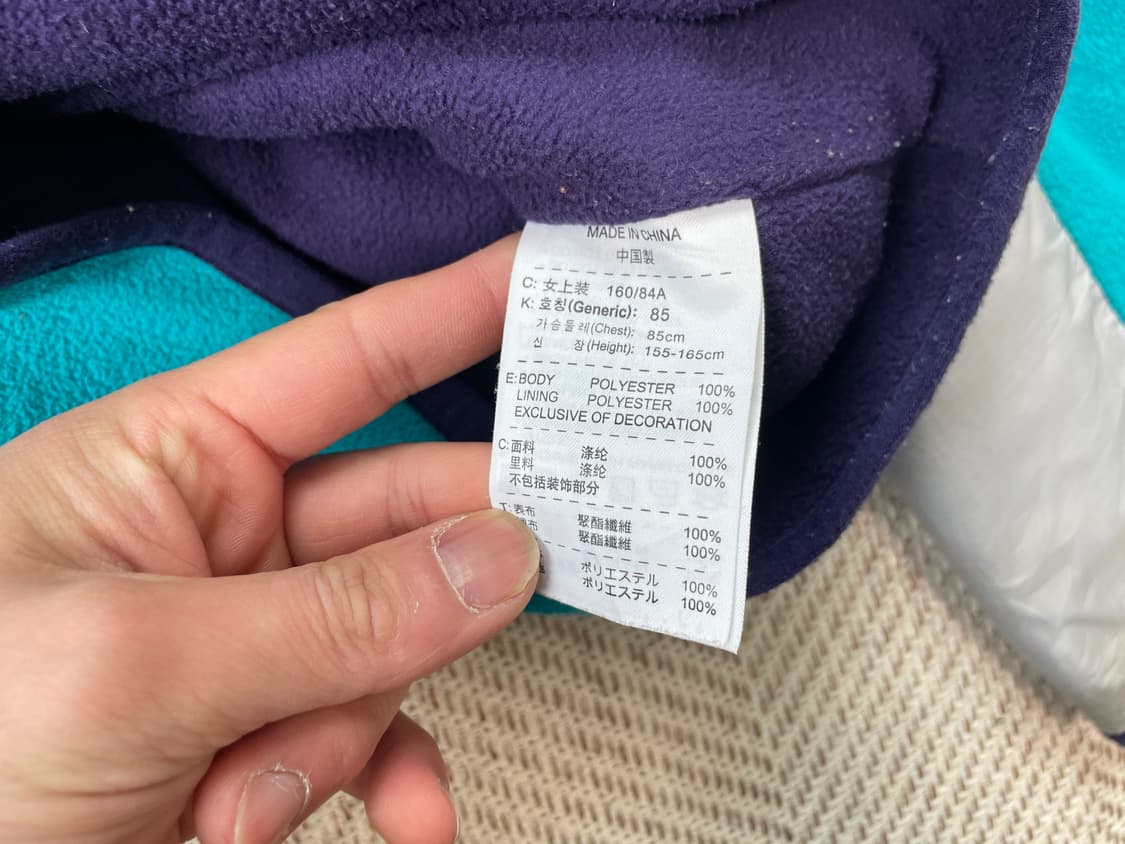 MADE IN CHINA
中国製
C: 女上装 160/84A
K: 호칭(Generic): 85
가슴둘레(Chest): 85cm
신 장(Height): 155-165cm
E:BODY POLYESTER 100%
LINING POLYESTER 100%
EXCLUSIVE OF DECORATION
C:面料 涤纶 100%
里料 涤纶 100%
不包括装饰部分
T:表布 聚酯纖維 100%
布 聚酯纖維 100%
ポリエステル 100%
ポリエステル 100%